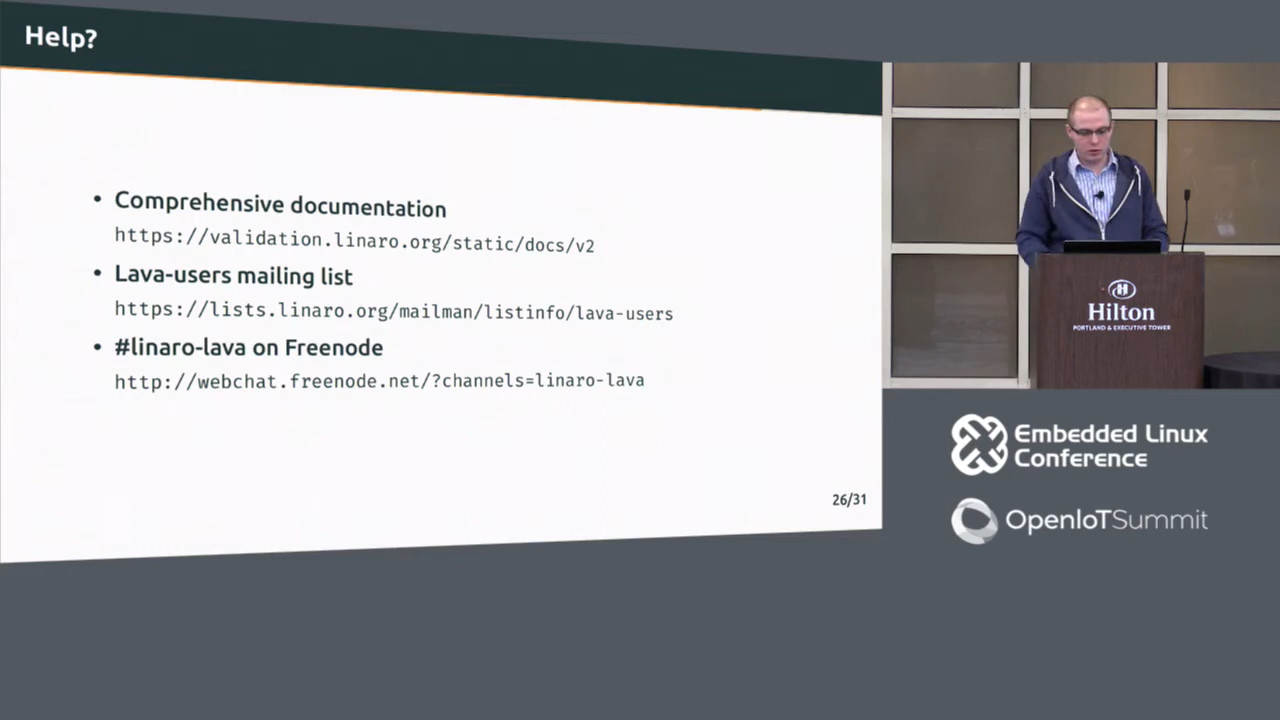 Help?
• Comprehensive documentation
https://validation.linaro.org/static/docs/v2
• Lava-users mailing list
https://lists.linaro.org/mailman/listinfo/lava-users
• #linaro-lava on Freenode
http://webchat.freenode.net/?channels=linaro-lava
26/31
H
Hilton
PORTLAND & EXECUTIVE TOWER
Embedded Linux
Conference
OpenIoTSummit